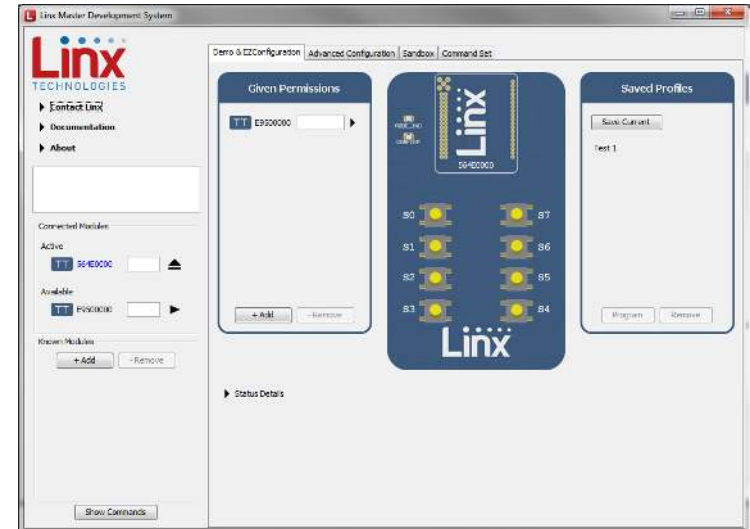 Linx Master Development System
Linx
TECHNOLOGIES
Contact Linx
Documentation
About
Connected Modules
Active
TT 564E0000
Available
TT E9500000
Known Modules
+ Add - Remove
Show Commands
Demo & EZConfiguration Advanced Configuration Sandbox Command Set
Given Permissions
TT E9500000
+ Add - Remove
Linx
564E0000
S0 S7
S1 S6
S2 S5
S3 S4
Linx
Saved Profiles
Save Current
Test 1
Program Remove
Status Details